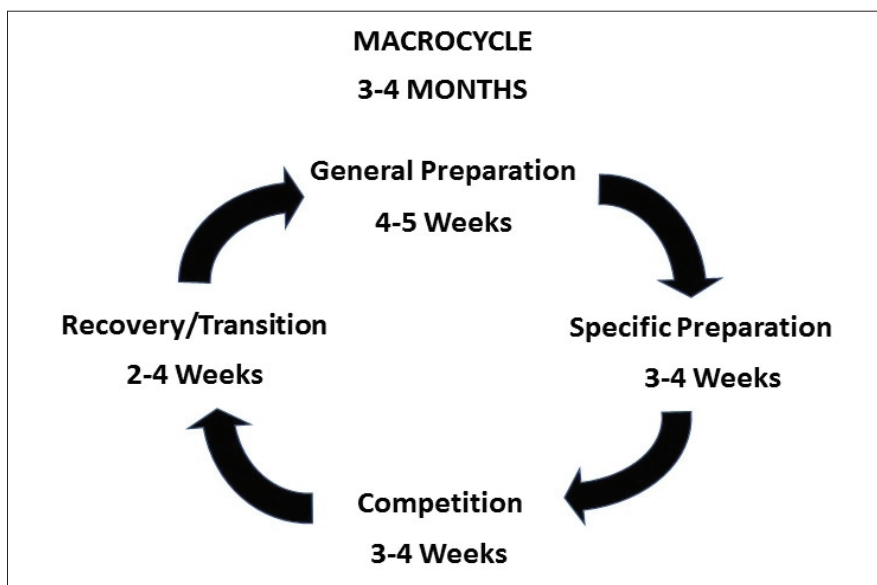 MACROCYCLE
3-4 MONTHS
General Preparation
4-5 Weeks
Specific Preparation
3-4 Weeks
Competition
3-4 Weeks
Recovery/Transition
2-4 Weeks